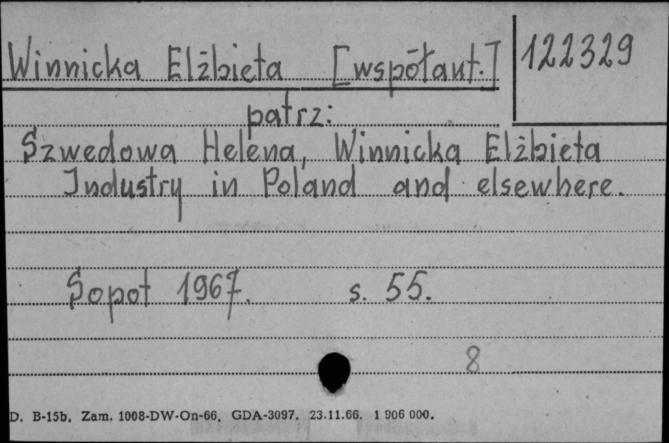 Winnicka Elżbieta [współaut.] 122329
patrz:
Szwedowa Helena, Winnicka Elżbieta
Industry in Poland and elsewhere.
Sopot 1967. s. 55.
8
D. B-15b. Zam. 1008-DW-On-66, GDA-3097. 23.11.66. 1 906 000.